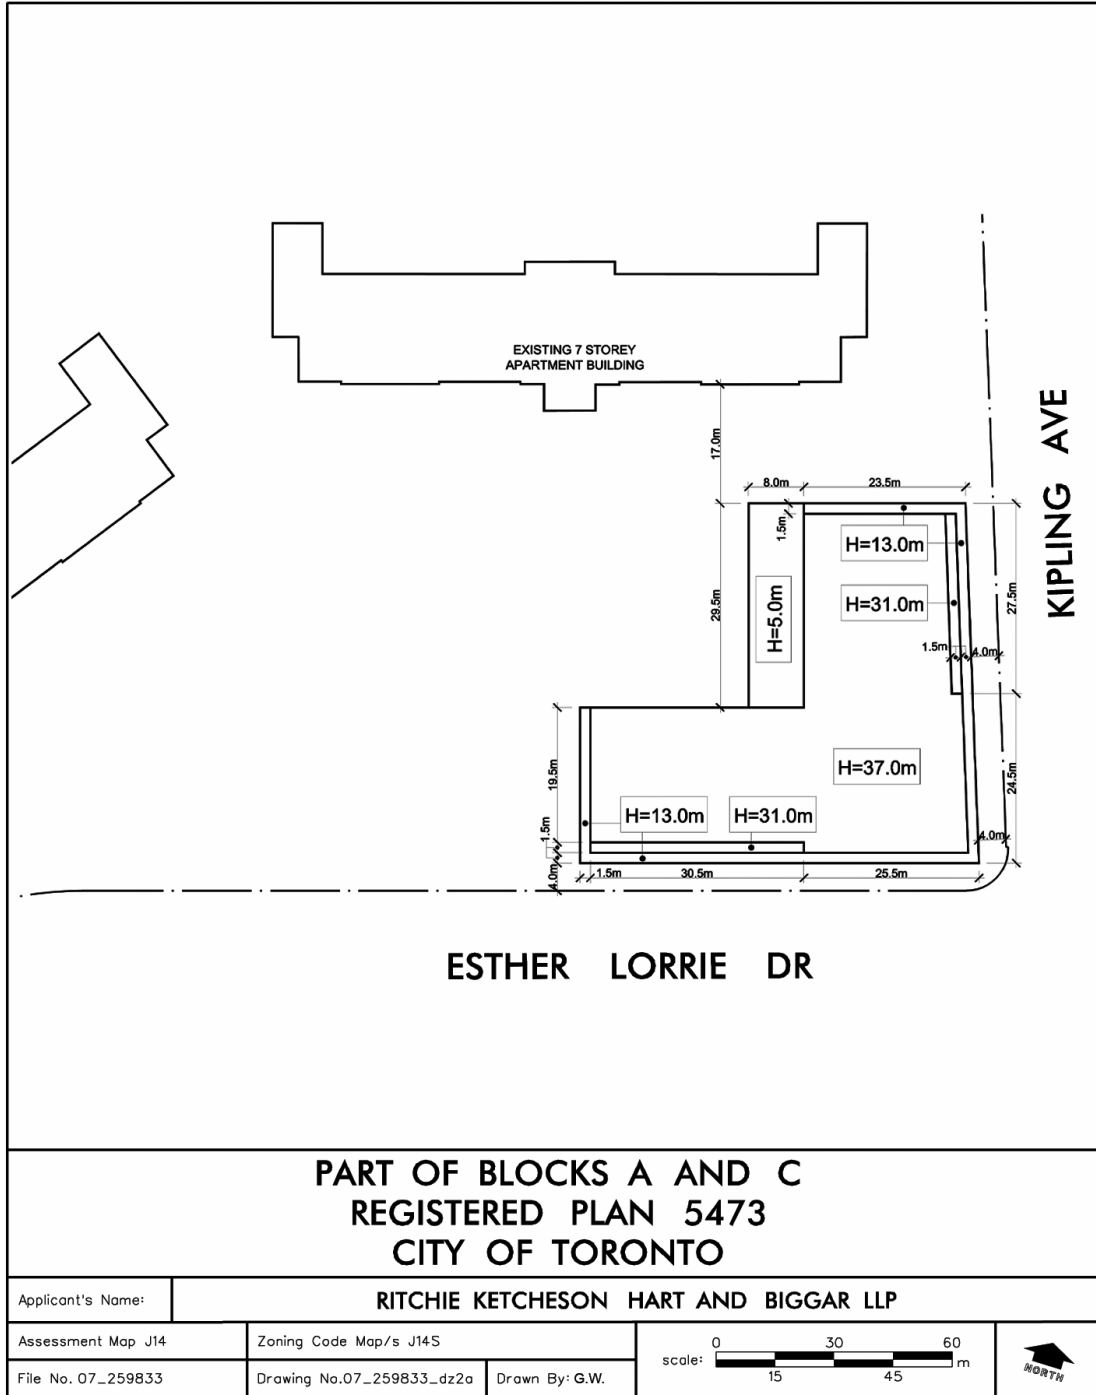 EXISTING 7 STOREY
APARTMENT BUILDING
KIPLING AVE
17.0m
8.0m
23.5m
1.5m
H=13.0m
H=31.0m
H=5.0m
29.5m
27.5m
1.5m
4.0m
H=37.0m
19.5m
24.5m
H=13.0m
H=31.0m
1.5m
4.0m
4.0m
1.5m
30.5m
25.5m
ESTHER LORRIE DR
PART OF BLOCKS A AND C
REGISTERED PLAN 5473
CITY OF TORONTO
Applicant's Name:
RITCHIE KETCHESON HART AND BIGGAR LLP
Assessment Map J14
Zoning Code Map/s J14S
File No. 07_259833
Drawing No.07_259833_dz2a
Drawn By: G.W.
scale:
0 30 60
m
15 45
NORTH